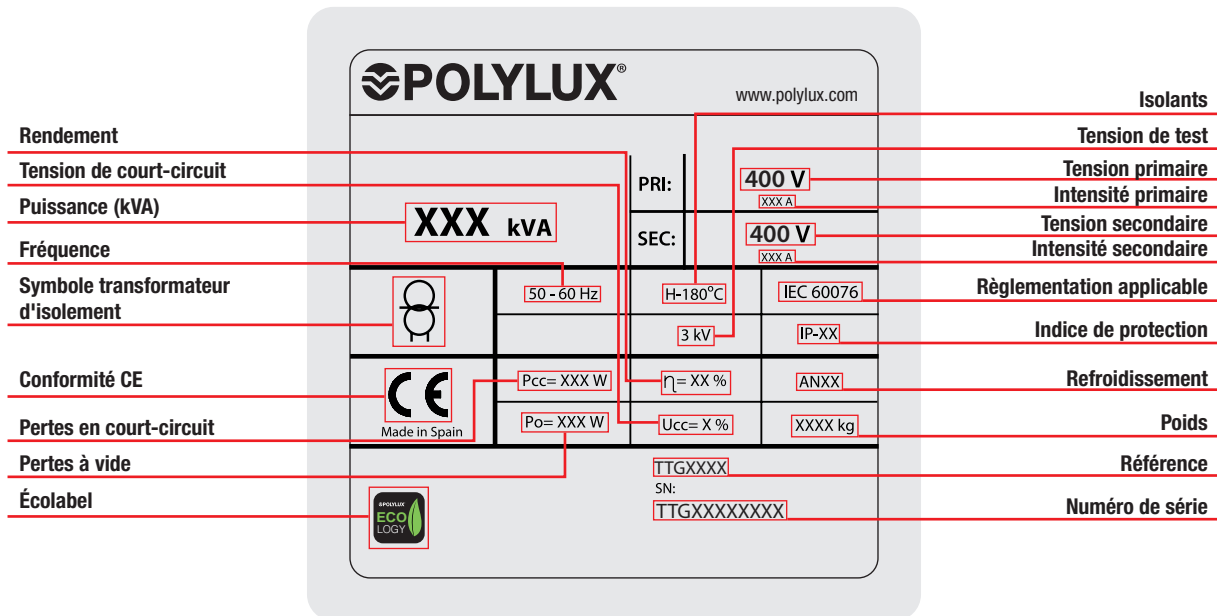 POLYLUX®
www.polylux.com
Rendement
Tension de court-circuit
Puissance (kVA)
Fréquence
Symbole transformateur
d'isolement
Conformité CE
Pertes en court-circuit
Pertes à vide
Écolabel
XXX kVA
PRI:
400 V
XXX A
SEC:
400 V
XXX A
50 - 60 Hz
H-180°C
IEC 60076
3 kV
IP-XX
CE
Made in Spain
Pcc= XXX W
η= XX %
ANXX
Po= XXX W
Ucc= X %
XXXX kg
POLYLUX
ECO
LOGY
TTGXXXX
SN:
TTGXXXXXXXX
Isolants
Tension de test
Tension primaire
Intensité primaire
Tension secondaire
Intensité secondaire
Règlementation applicable
Indice de protection
Refroidissement
Poids
Référence
Numéro de série